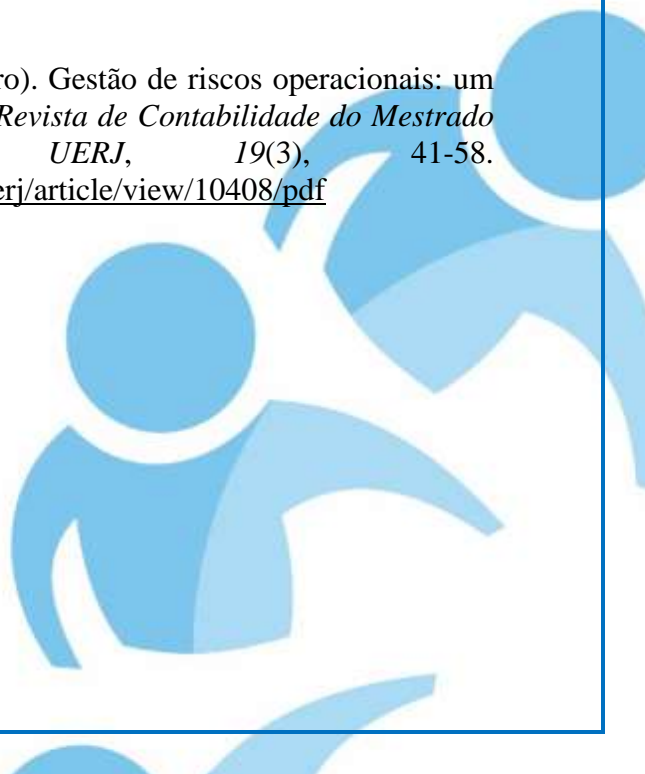 ro). Gestão de riscos operacionais: um
Revista de Contabilidade do Mestrado
UERJ, 19(3), 41-58.
erj/article/view/10408/pdf